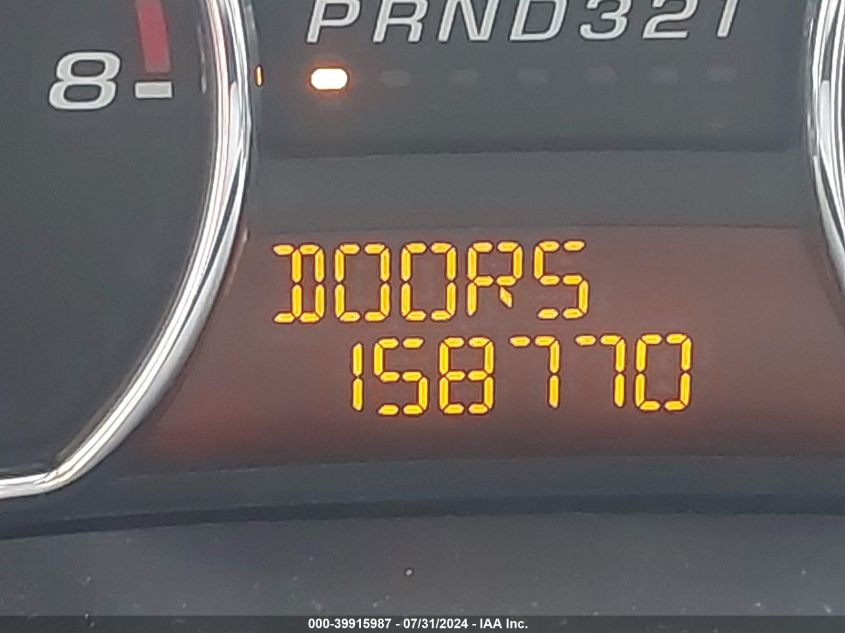 PRND321
8
DOORS
158770
000-39915987 - 07/31/2024 - IAA Inc.